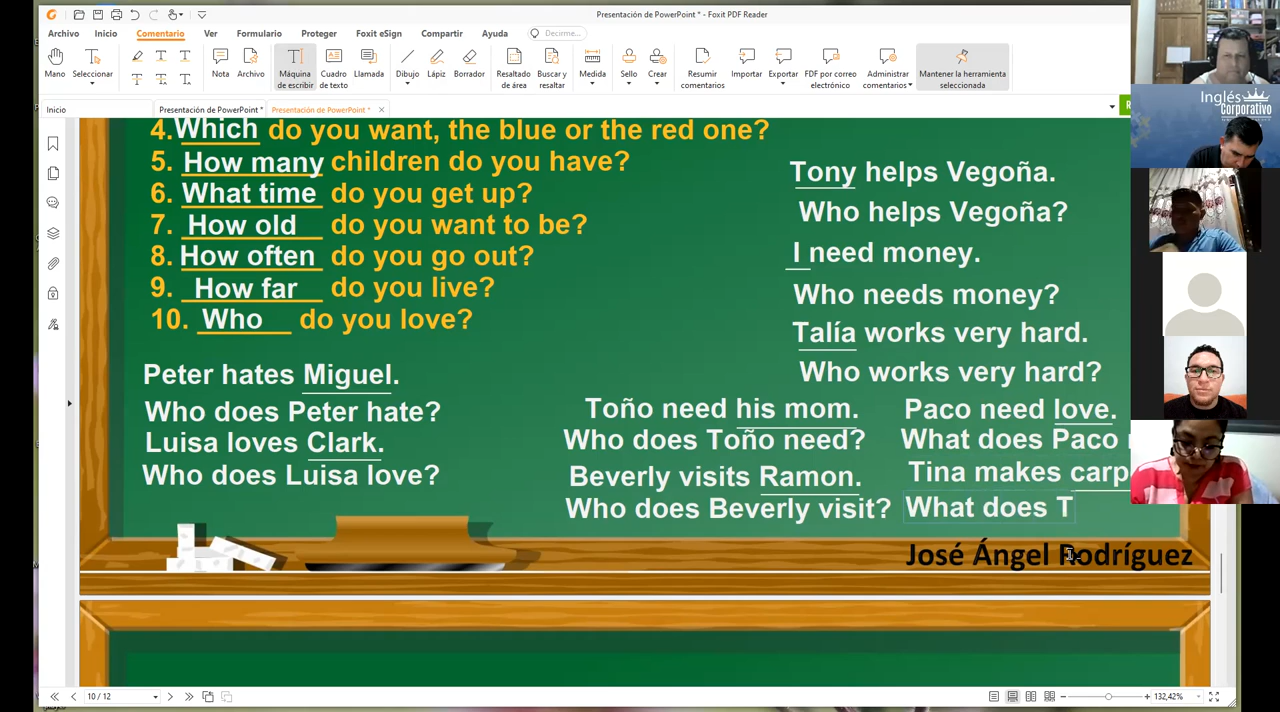 Presentación de PowerPoint * - Foxit PDF Reader
Archivo Inicio Comentario Ver Formulario Proteger Foxit eSign Compartir Ayuda Decirme...
Mano Seleccionar Nota Archivo Máquina de escribir Cuadro de texto Llamada Dibujo Lápiz Borrador Resaltado de área Buscar y resaltar Medida Sello Crear Resumir comentarios Importar Exportar PDF por correo electrónico Administrar comentarios Mantener la herramienta seleccionada
Inicio Presentación de PowerPoint * Presentación de PowerPoint *
Inglés Corporativo
4. Which do you want, the blue or the red one?
5. How many children do you have?
6. What time do you get up?
7. How old do you want to be?
8. How often do you go out?
9. How far do you live?
10. Who do you love?
Tony helps Vegoña.
Who helps Vegoña?
I need money.
Who needs money?
Talía works very hard.
Who works very hard?
Peter hates Miguel.
Who does Peter hate?
Luisa loves Clark.
Who does Luisa love?
Toño need his mom.
Who does Toño need?
Beverly visits Ramon.
Who does Beverly visit?
Paco need love.
What does Paco
Tina makes carp
What does T
José Ángel Rodríguez
10 / 12
132,42%